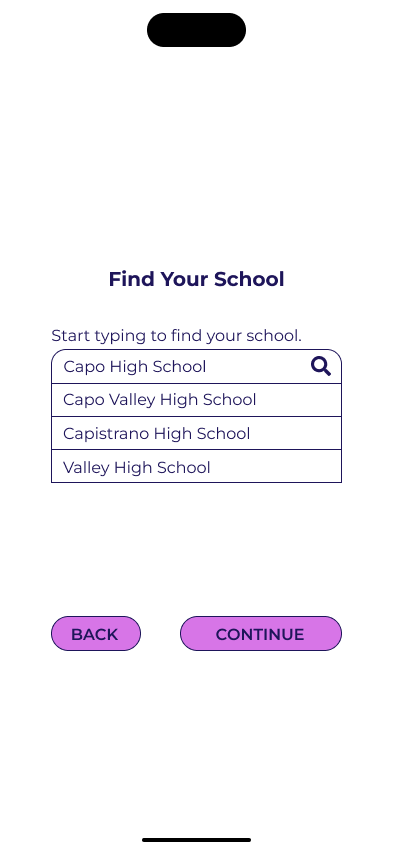 Find Your School
Start typing to find your school.
Capo High School
Capo Valley High School
Capistrano High School
Valley High School
BACK
CONTINUE